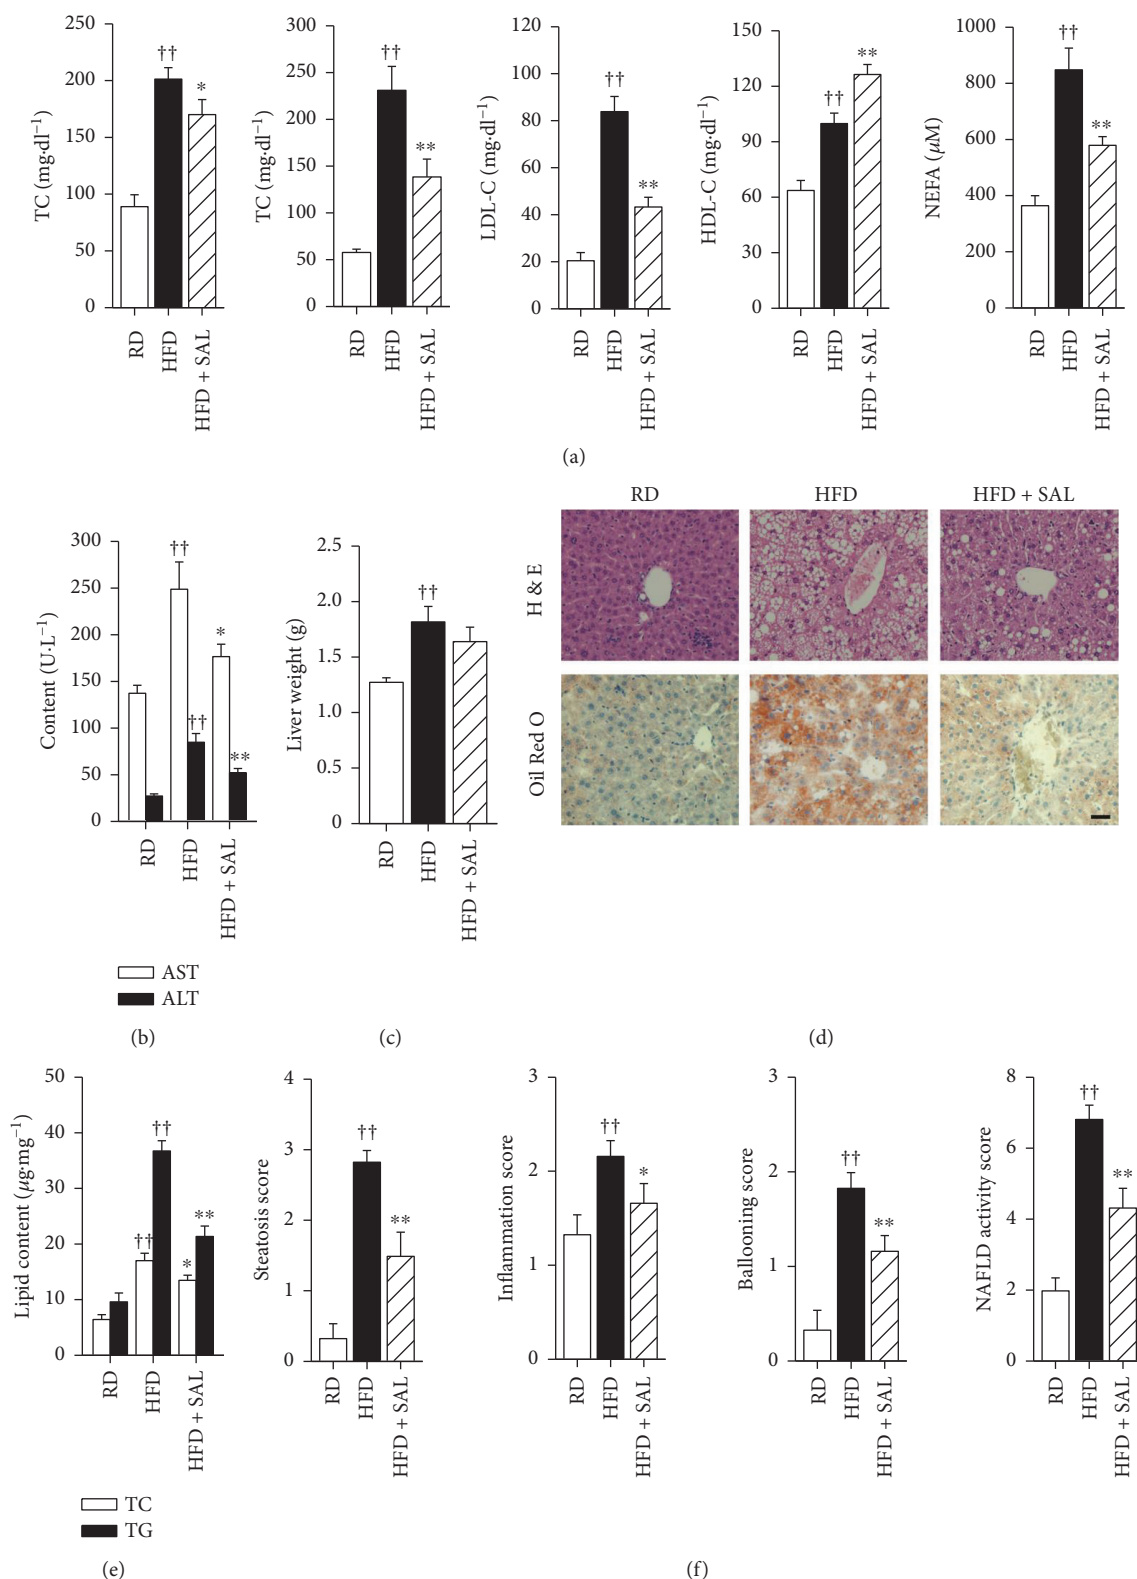 250
200
150
100
50
0
TC (mg·dl⁻¹)
††
*
RD
HFD
HFD + SAL
300
250
200
150
100
50
0
TC (mg·dl⁻¹)
††
**
RD
HFD
HFD + SAL
120
100
80
60
40
20
0
LDL-C (mg·dl⁻¹)
††
**
RD
HFD
HFD + SAL
150
120
90
60
30
0
HDL-C (mg·dl⁻¹)
††
**
RD
HFD
HFD + SAL
1000
800
600
400
200
0
NEFA (μM)
††
**
RD
HFD
HFD + SAL
(a)
300
250
200
150
100
50
0
Content (U·L⁻¹)
††
††
*
**
RD
HFD
HFD + SAL
AST
ALT
(b)
2.5
2.0
1.5
1.0
0.5
0.0
Liver weight (g)
††
RD
HFD
HFD + SAL
(c)
RD
HFD
HFD + SAL
H & E
Oil Red O
(d)
50
40
30
20
10
0
Lipid content (μg·mg⁻¹)
††
††
*
**
RD
HFD
HFD + SAL
TC
TG
(e)
4
3
2
1
0
Steatosis score
††
**
RD
HFD
HFD + SAL
3
2
1
0
Inflammation score
††
*
RD
HFD
HFD + SAL
3
2
1
0
Ballooning score
††
**
RD
HFD
HFD + SAL
8
6
4
2
0
NAFLD activity score
††
**
RD
HFD
HFD + SAL
(f)